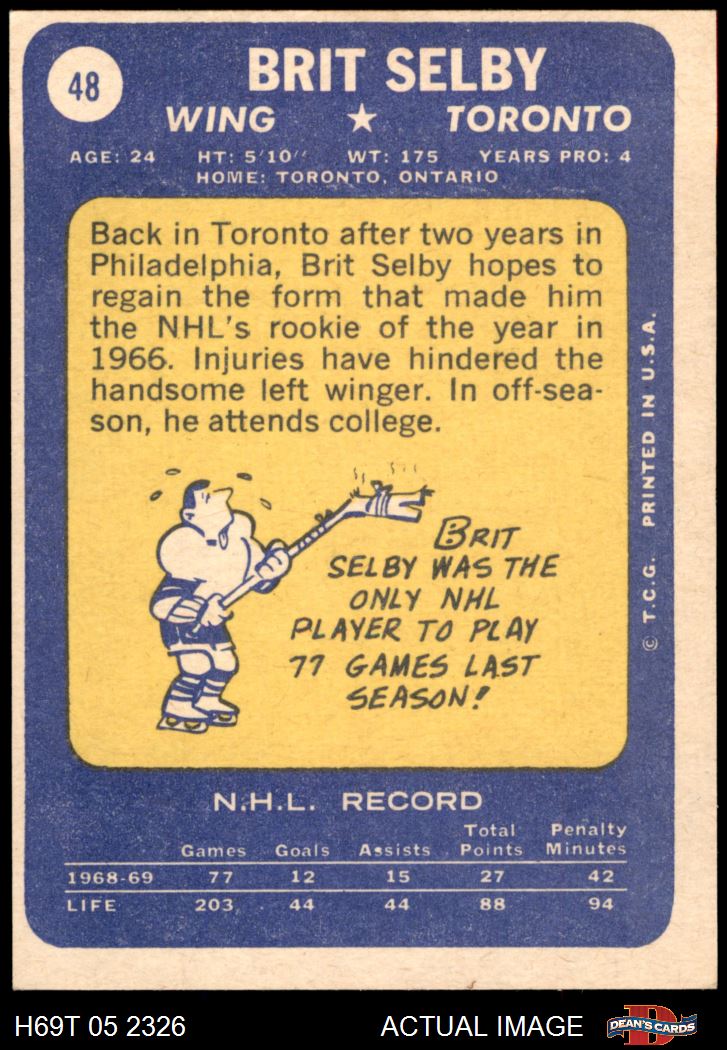 48
BRIT SELBY
WING ★ TORONTO
AGE: 24 HT: 5'10" WT: 175 YEARS PRO: 4
HOME: TORONTO, ONTARIO
Back in Toronto after two years in
Philadelphia, Brit Selby hopes to
regain the form that made him
the NHL's rookie of the year in
1966. Injuries have hindered the
handsome left winger. In off-sea-
son, he attends college.
BRIT
SELBY WAS THE
ONLY NHL
PLAYER TO PLAY
77 GAMES LAST
SEASON!
© T.C.G. PRINTED IN U.S.A.
N.H.L. RECORD
Total Penalty
Games Goals Assists Points Minutes
1968-69 77 12 15 27 42
LIFE 203 44 44 88 94
H69T 05 2326 ACTUAL IMAGE DEAN'S CARDS